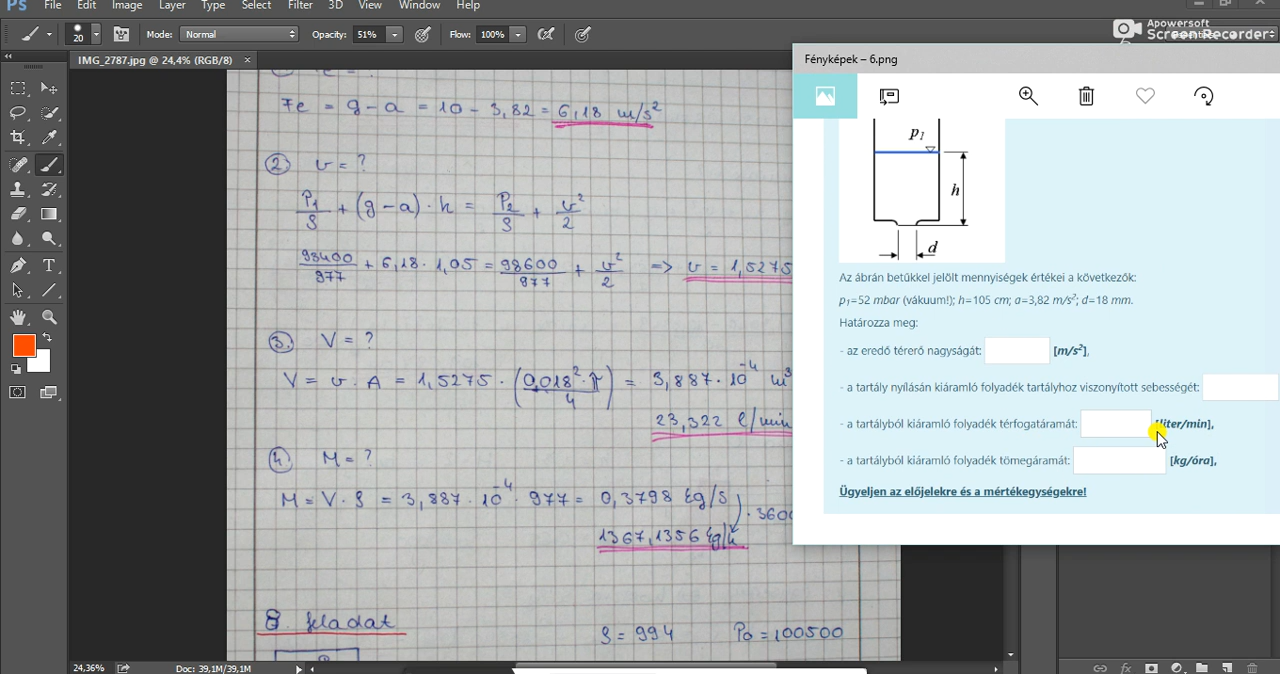 Ps File Edit Image Layer Type Select Filter 3D View Window Help
20 Mode: Normal Opacity: 51% Flow: 100%
Apowersoft
Screen Recorder
IMG_2787.jpg @ 24,4% (RGB/8) ×
Fe = g - a = 10 - 3,82 = 6,18 m/s²
② v = ?
P1/ρ + (g-a)·h = P2/ρ + v²/2
93400/977 + 6,18·1,05 = 98600/977 + v²/2 => v = 1,5275
③. V = ?
V = v·A = 1,5275·(0,018²·π/4) = 3,887·10⁻⁴ m³
23,322 l/min
④ M = ?
M = V·ρ = 3,887·10⁻⁴·977 = 0,3798 kg/s
·3600
1367,1356 kg/h
8. feladat
ρ = 994 P0 = 100500
Fényképek – 6.png
p1
h
d
Az ábrán betűkkel jelölt mennyiségek értékei a következők:
p1=52 mbar (vákuum!); h=105 cm; a=3,82 m/s²; d=18 mm.
Határozza meg:
- az eredő térerő nagyságát: [m/s²],
- a tartály nyílásán kiáramló folyadék tartályhoz viszonyított sebességét:
- a tartályból kiáramló folyadék térfogatáramát: [liter/min],
- a tartályból kiáramló folyadék tömegáramát: [kg/óra],
Ügyeljen az előjelekre és a mértékegységekre!
24,36% Doc: 39,1M/39,1M